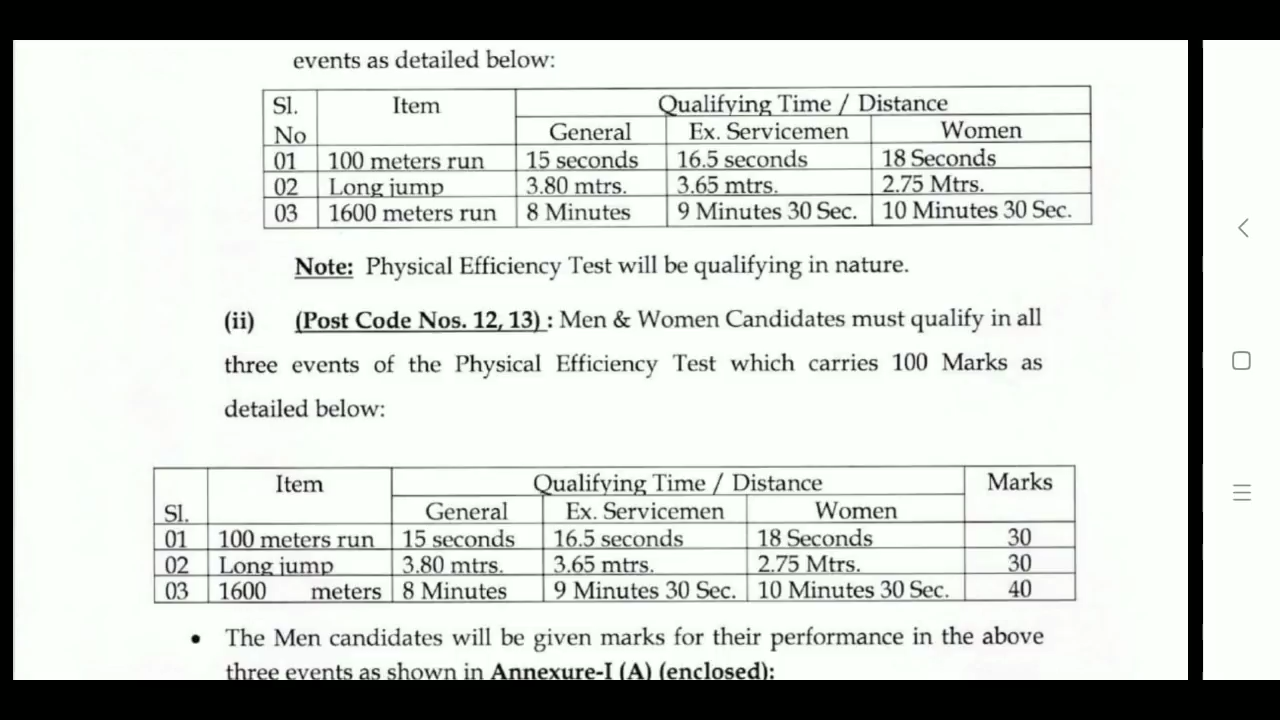 events as detailed below:
Sl. No Item Qualifying Time / Distance
General Ex. Servicemen Women
01 100 meters run 15 seconds 16.5 seconds 18 Seconds
02 Long jump 3.80 mtrs. 3.65 mtrs. 2.75 Mtrs.
03 1600 meters run 8 Minutes 9 Minutes 30 Sec. 10 Minutes 30 Sec.
Note: Physical Efficiency Test will be qualifying in nature.
(ii) (Post Code Nos. 12, 13) : Men & Women Candidates must qualify in all
three events of the Physical Efficiency Test which carries 100 Marks as
detailed below:
Sl. Item Qualifying Time / Distance Marks
General Ex. Servicemen Women
01 100 meters run 15 seconds 16.5 seconds 18 Seconds 30
02 Long jump 3.80 mtrs. 3.65 mtrs. 2.75 Mtrs. 30
03 1600 meters 8 Minutes 9 Minutes 30 Sec. 10 Minutes 30 Sec. 40
• The Men candidates will be given marks for their performance in the above
three events as shown in Annexure-I (A) (enclosed):